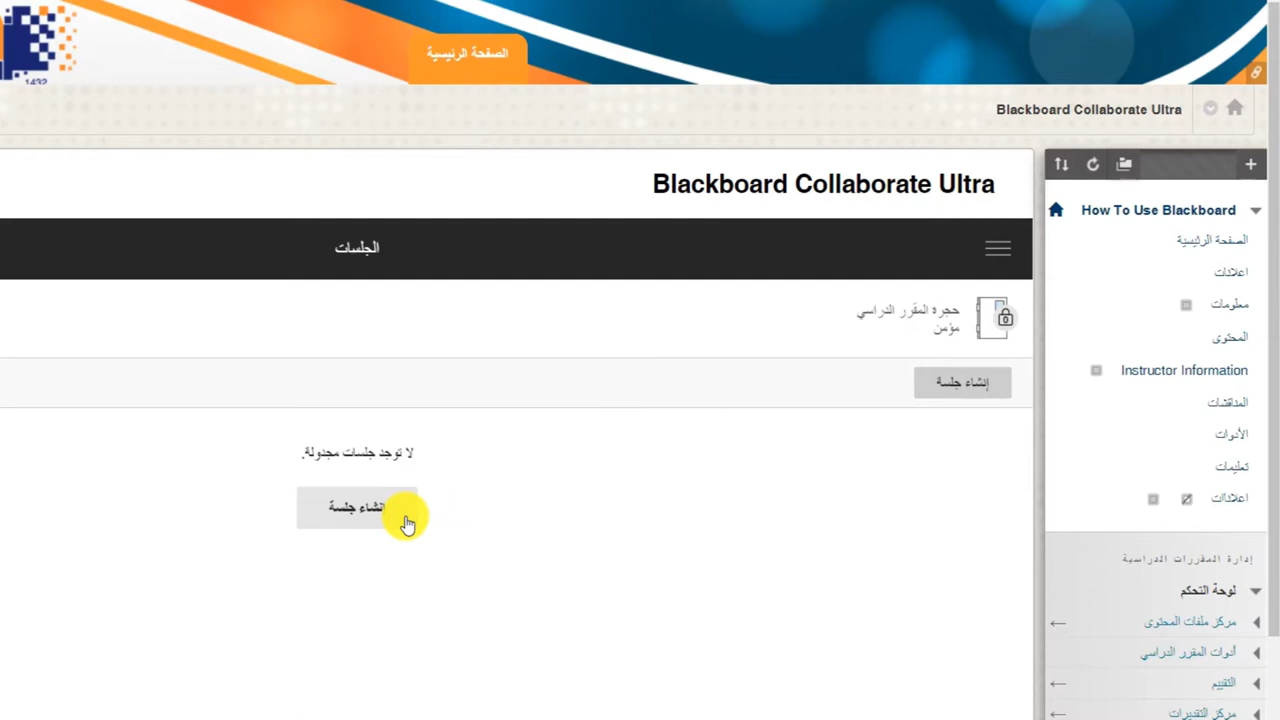 1432
الصفحة الرئيسية
Blackboard Collaborate Ultra
Blackboard Collaborate Ultra
الجلسات
حجرة المقرر الدراسي
مؤمن
إنشاء جلسة
لا توجد جلسات مجدولة.
إنشاء جلسة
How To Use Blackboard
الصفحة الرئيسية
اعلانات
معلومات
المحتوى
Instructor Information
المناقشات
الأدوات
تعليمات
اعلانات
إدارة المقررات الدراسية
لوحة التحكم
مركز ملفات المحتوى
أدوات المقرر الدراسي
التقييم
مركز التقديرات